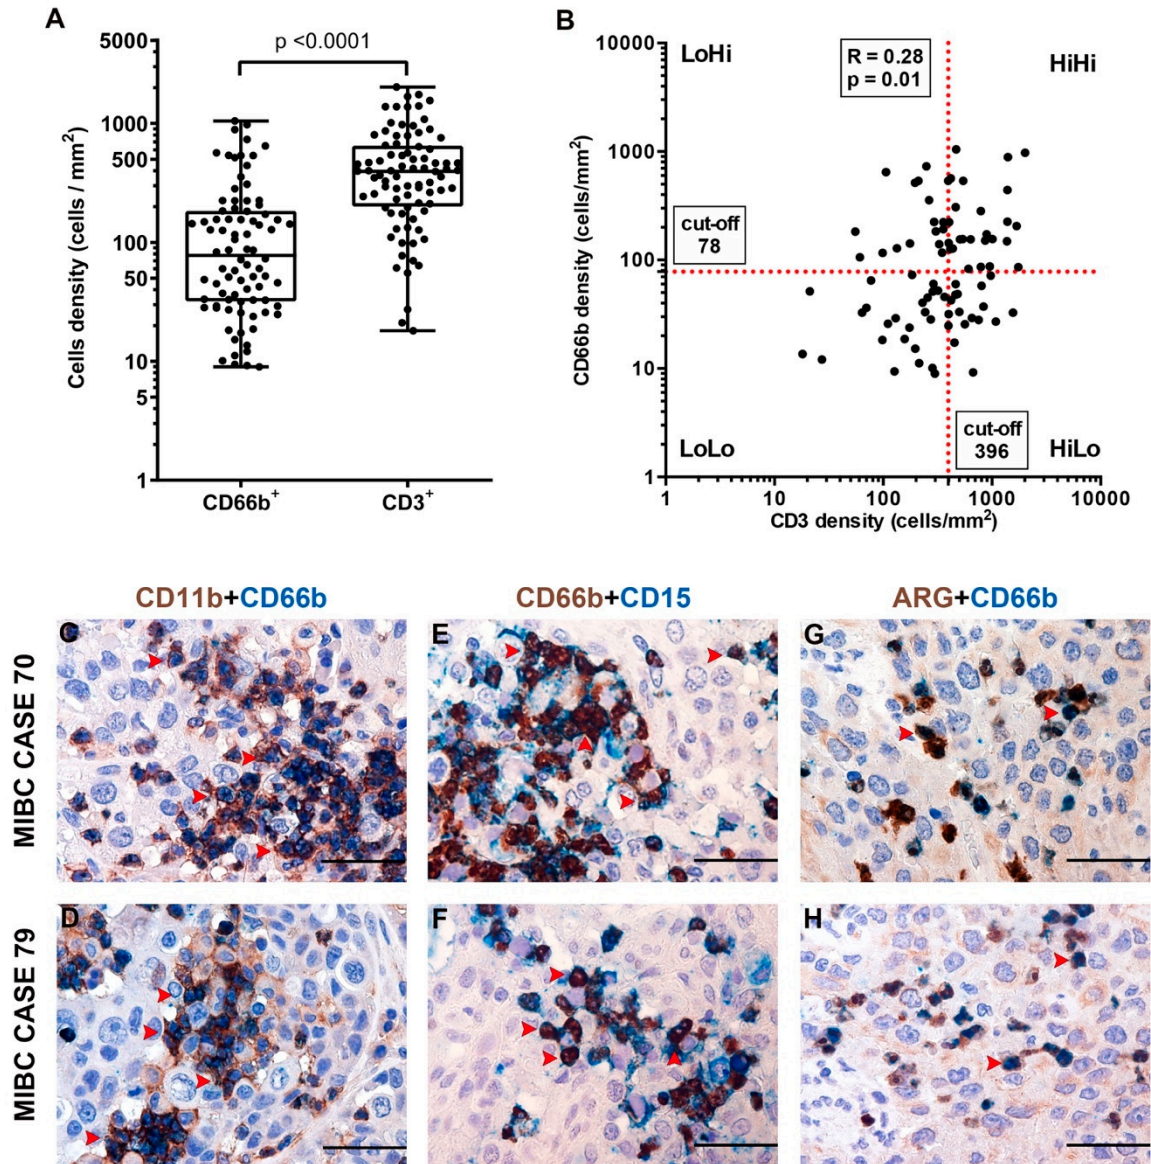 A
p <0.0001
Cells density (cells / mm²)
5000
1000
500
100
50
10
5
1
CD66b⁺
CD3⁺
B
LoHi
R = 0.28
p = 0.01
HiHi
CD66b density (cells/mm²)
10000
1000
100
10
1
cut-off
78
cut-off
396
LoLo
HiLo
1
10
100
1000
10000
CD3 density (cells/mm²)
CD11b+CD66b
CD66b+CD15
ARG+CD66b
MIBC CASE 70
C
E
G
MIBC CASE 79
D
F
H